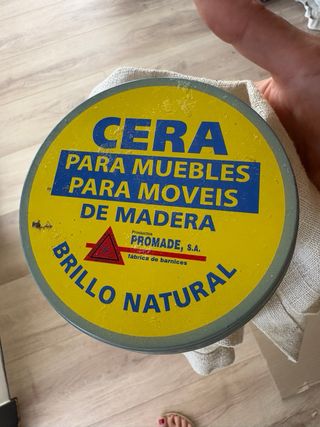 CERA
PARA MUEBLES
PARA MOVEIS
DE MADERA
Productos
PROMADE, S.A.
fábrica de barnices
BRILLO NATURAL